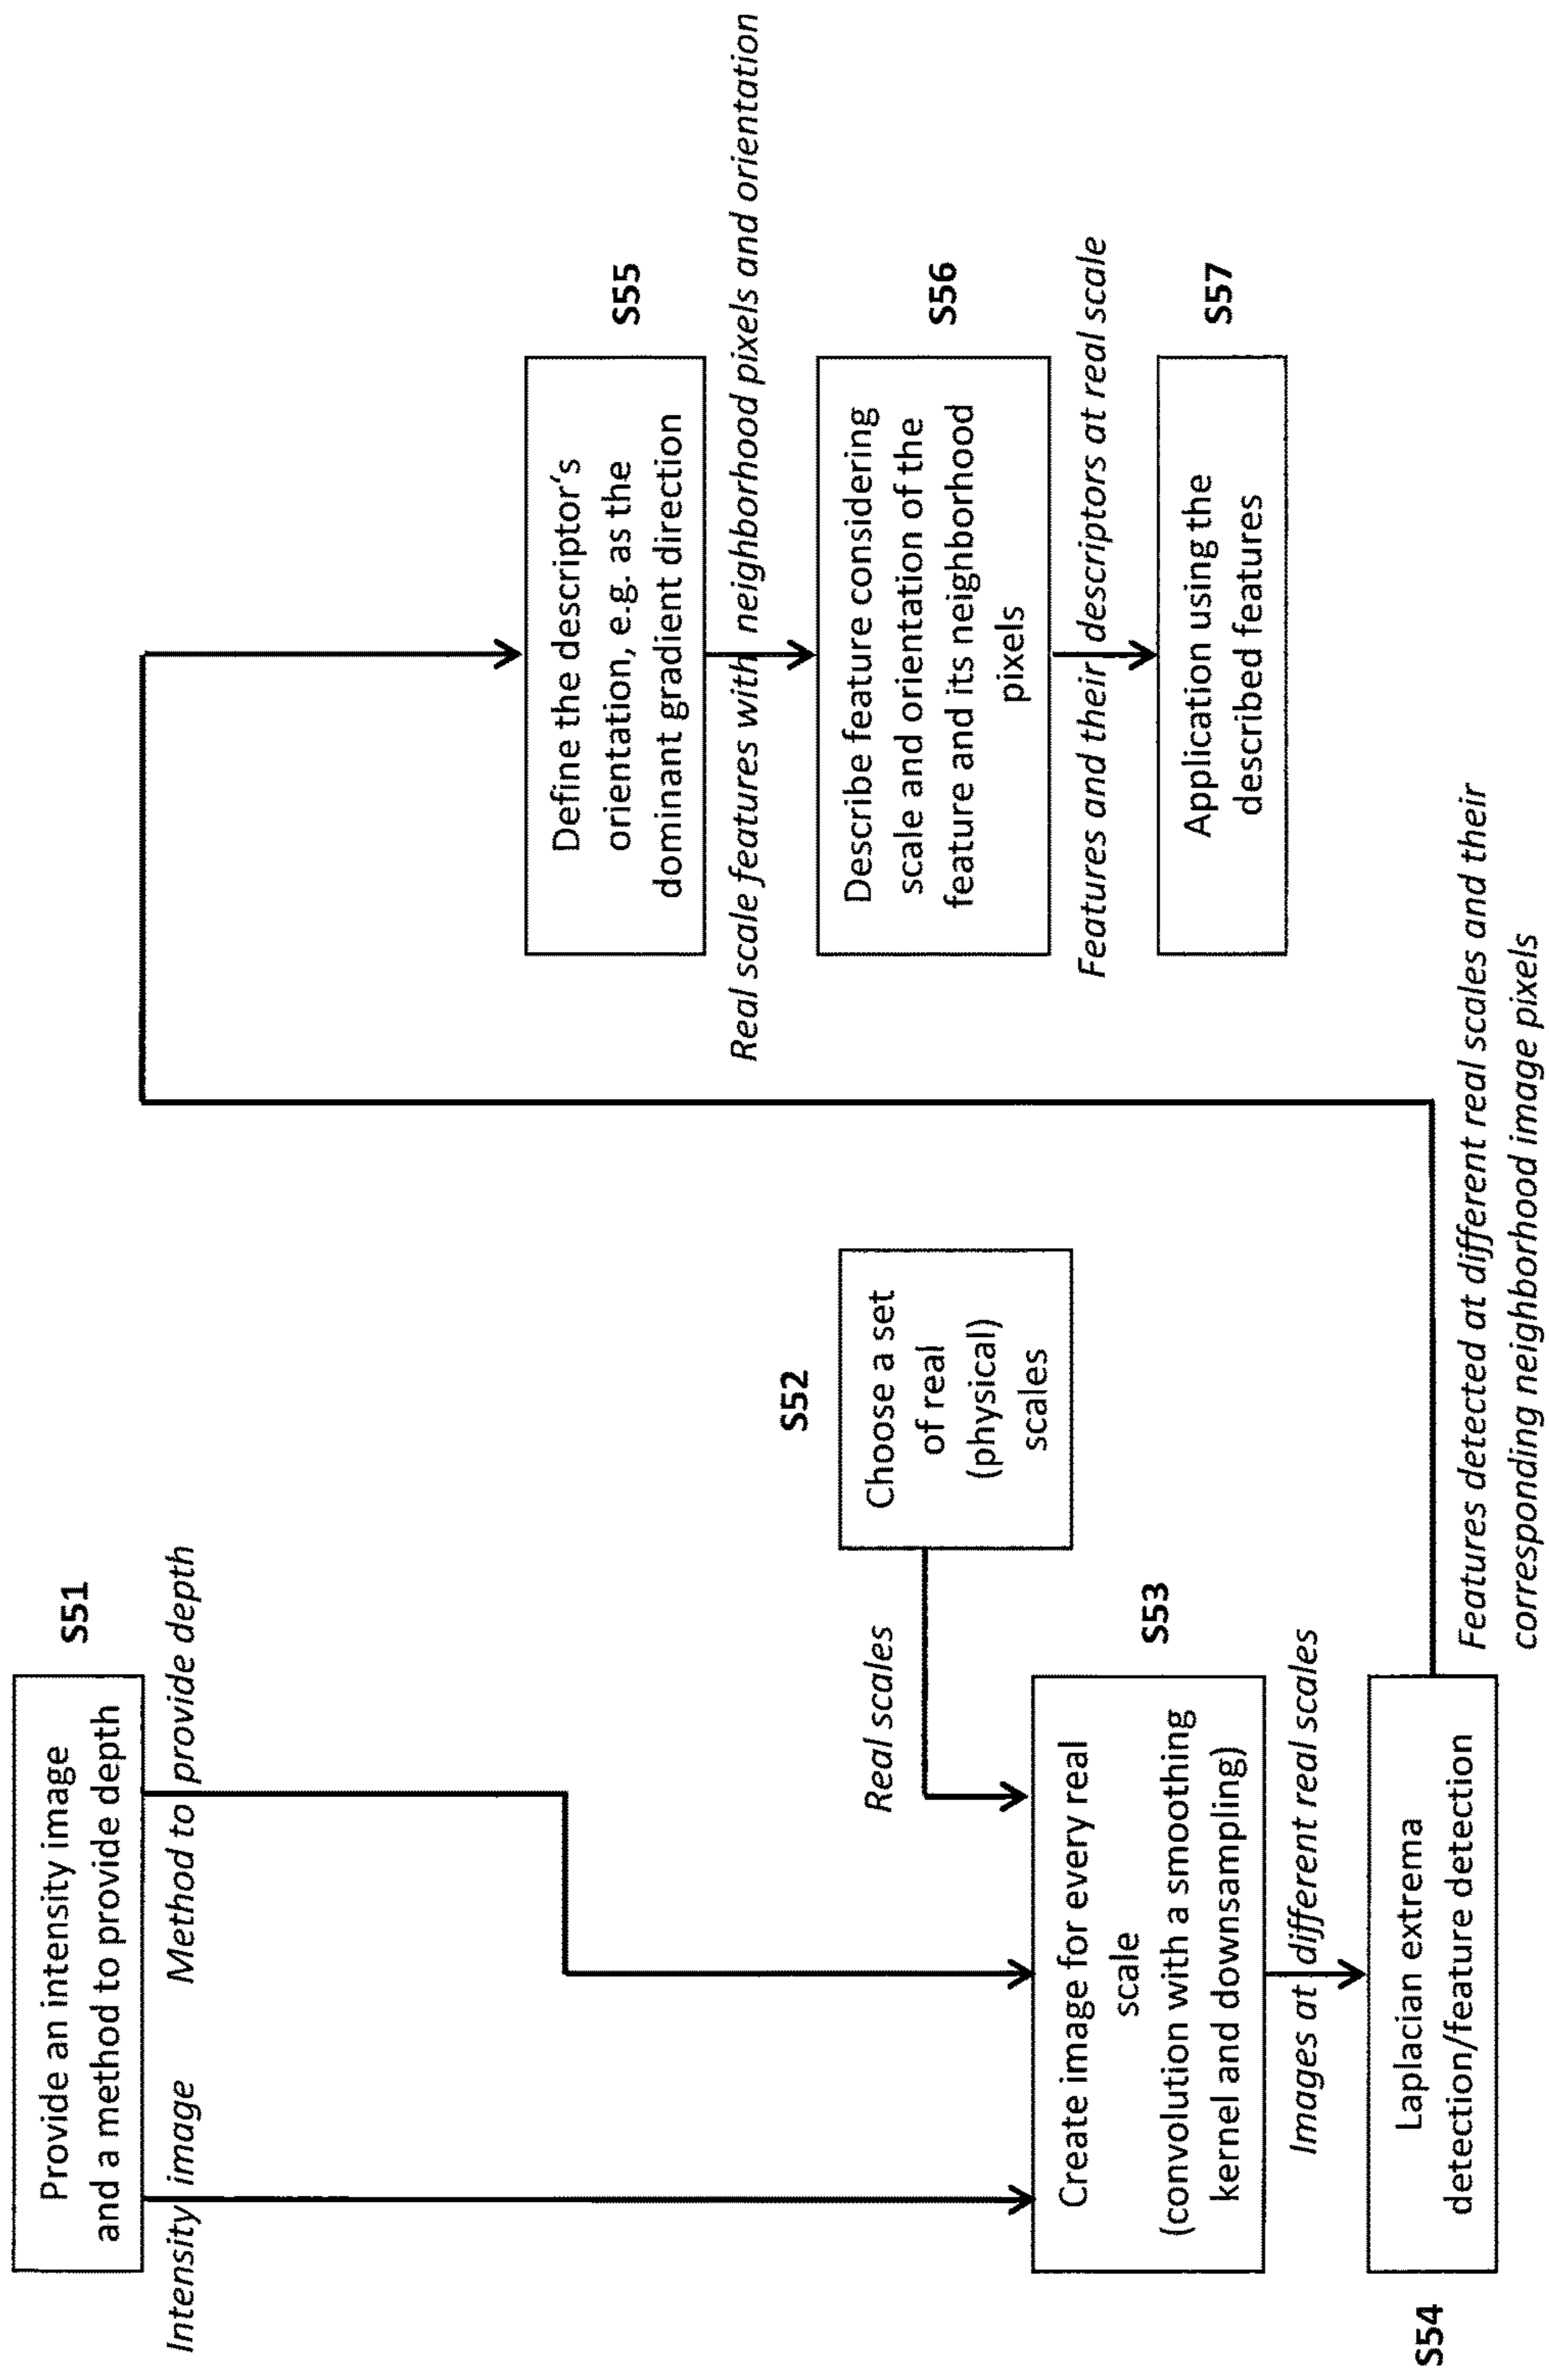 S51
Provide an intensity image
and a method to provide depth
Intensity image
Method to provide depth
S52
Choose a set
of real
(physical)
scales
Real scales
S53
Create image for every real
scale
(convolution with a smoothing
kernel and downsampling)
Images at different real scales
S54
Laplacian extrema
detection/feature detection
Features detected at different real scales and their
corresponding neighborhood image pixels
S55
Define the descriptor's
orientation, e.g. as the
dominant gradient direction
Real scale features with neighborhood pixels and orientation
S56
Describe feature considering
scale and orientation of the
feature and its neighborhood
pixels
Features and their descriptors at real scale
S57
Application using the
described features